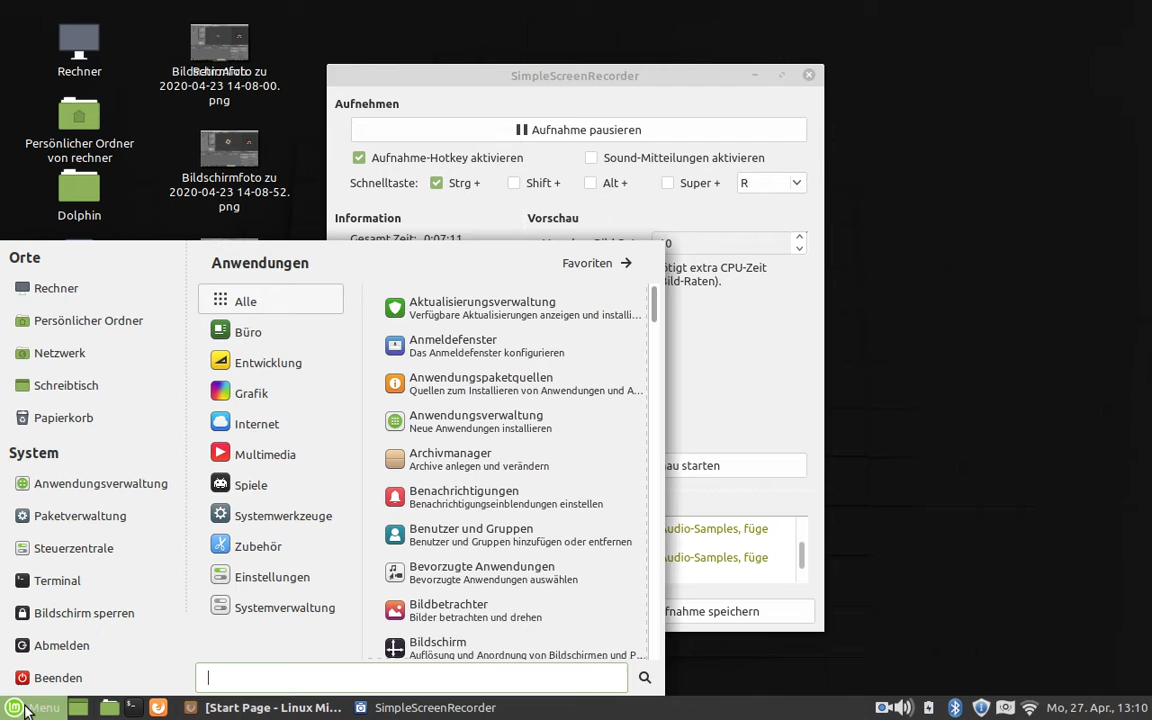 Rechner
Persönlicher Ordner
von rechner
Dolphin
Bildschirmfoto zu
2020-04-23 14-08-00.
png
Bildschirmfoto zu
2020-04-23 14-08-52.
png
SimpleScreenRecorder
Aufnehmen
Aufnahme pausieren
Aufnahme-Hotkey aktivieren
Sound-Mitteilungen aktivieren
Schnelltaste:
Strg +
Shift +
Alt +
Super +
R
Information
Vorschau
Gesamt Zeit:
0:07:11
ötigt extra CPU-Zeit
Bild-Raten).
au starten
Audio-Samples, füge
Audio-Samples, füge
fnahme speichern
Orte
Rechner
Persönlicher Ordner
Netzwerk
Schreibtisch
Papierkorb
System
Anwendungsverwaltung
Paketverwaltung
Steuerzentrale
Terminal
Bildschirm sperren
Abmelden
Beenden
Anwendungen
Favoriten
Alle
Büro
Entwicklung
Grafik
Internet
Multimedia
Spiele
Systemwerkzeuge
Zubehör
Einstellungen
Systemverwaltung
Aktualisierungsverwaltung
Verfügbare Aktualisierungen anzeigen und installi...
Anmeldefenster
Das Anmeldefenster konfigurieren
Anwendungspaketquellen
Quellen zum Installieren von Anwendungen und A...
Anwendungsverwaltung
Neue Anwendungen installieren
Archivmanager
Archive anlegen und verändern
Benachrichtigungen
Benachrichtigungseinblendungen einstellen
Benutzer und Gruppen
Benutzer und Gruppen hinzufügen oder entfernen
Bevorzugte Anwendungen
Bevorzugte Anwendungen auswählen
Bildbetrachter
Bilder betrachten und drehen
Bildschirm
Auflösung und Anordnung von Bildschirmen und P...
Menu
[Start Page - Linux Mi...
SimpleScreenRecorder
Mo, 27. Apr., 13:10